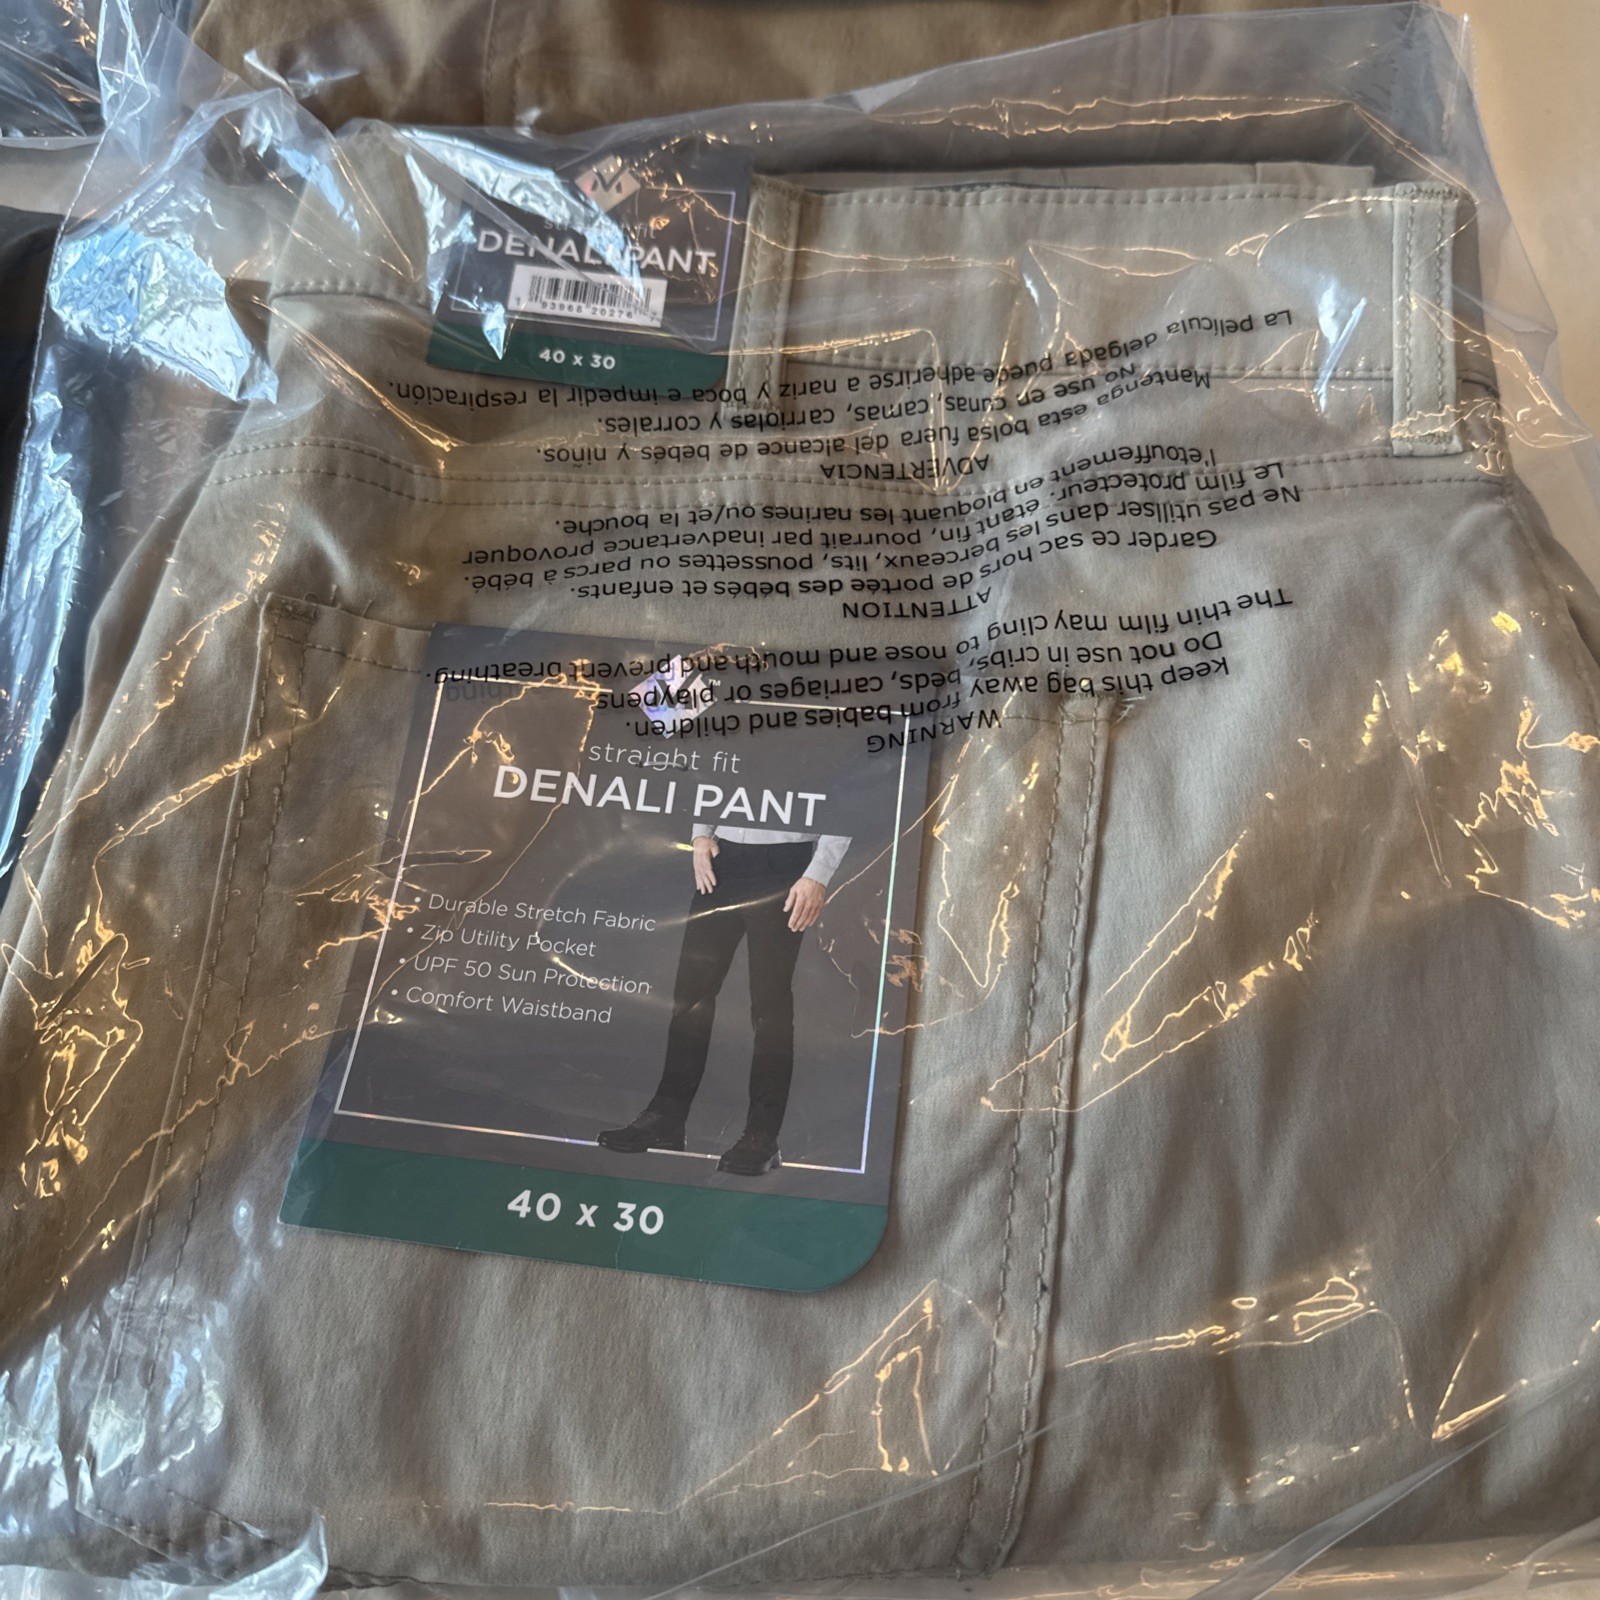 straight fit
DENALI PANT
93968 20276
40 x 30
La película delgada puede adherirse a nariz y boca e impedir la respiración.
No use en cunas, camas, carriolas y corrales.
Mantenga esta bolsa fuera del alcance de bebés y niños.
ADVERTENCIA
Le film protecteur, étant fin, pourrait par inadvertance provoquer
l'étouffement en bloquant les narines ou/et la bouche.
Ne pas utiliser dans les berceaux, lits, poussettes ou parcs à bébé.
Garder ce sac hors de portée des bébés et enfants.
ATTENTION
The thin film may cling to nose and mouth and prevent breathing.
Do not use in cribs, beds, carriages or playpens
keep this bag away from babies and children.
WARNING
™
straight fit
DENALI PANT
• Durable Stretch Fabric
• Zip Utility Pocket
• UPF 50 Sun Protection
• Comfort Waistband
40 x 30